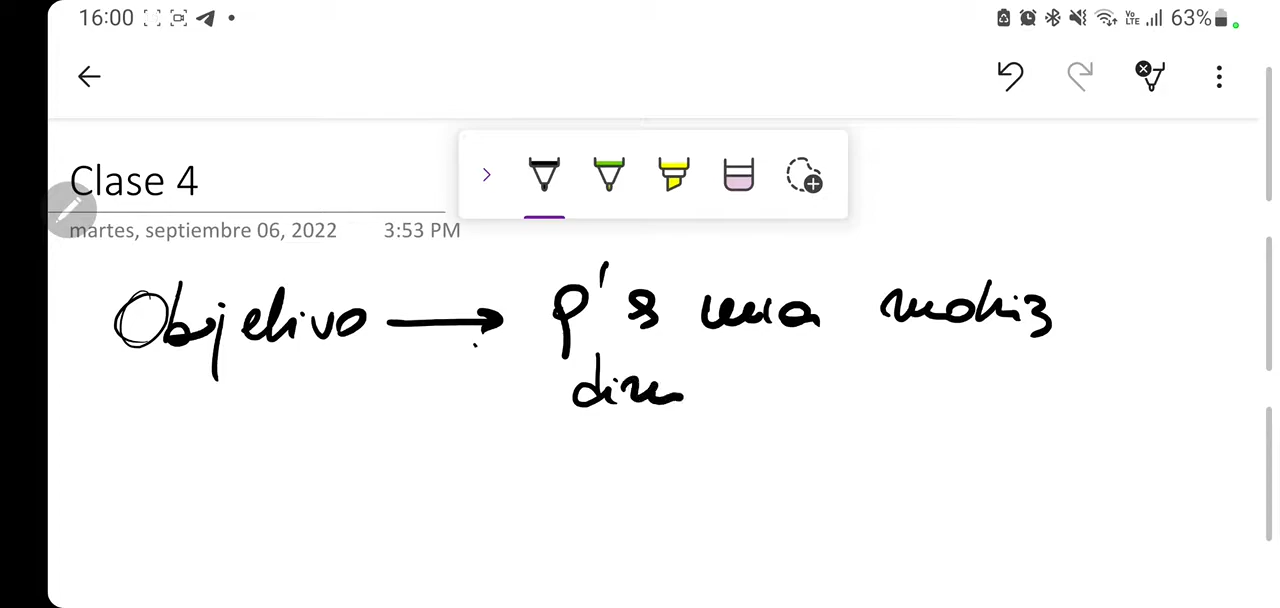 16:00 63%
Clase 4
martes, septiembre 06, 2022 3:53 PM
Objetivo → P's una matriz